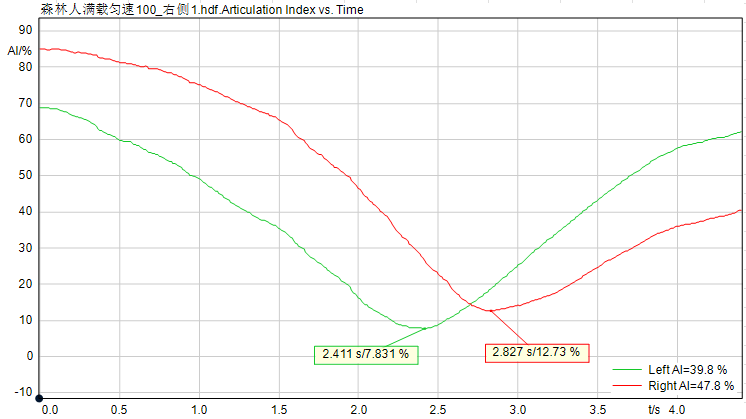 森林人满载匀速100_右侧1.hdf.Articulation Index vs. Time
90
AI/%
80
70
60
50
40
30
20
10
0
-10
2.411 s/7.831 %
2.827 s/12.73 %
Left AI=39.8 %
Right AI=47.8 %
0.0 0.5 1.0 1.5 2.0 2.5 3.0 3.5 f/s 4.0